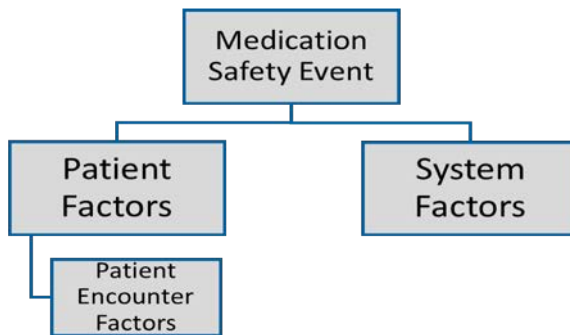 Medication
Safety Event
Patient
Factors
System
Factors
Patient
Encounter
Factors